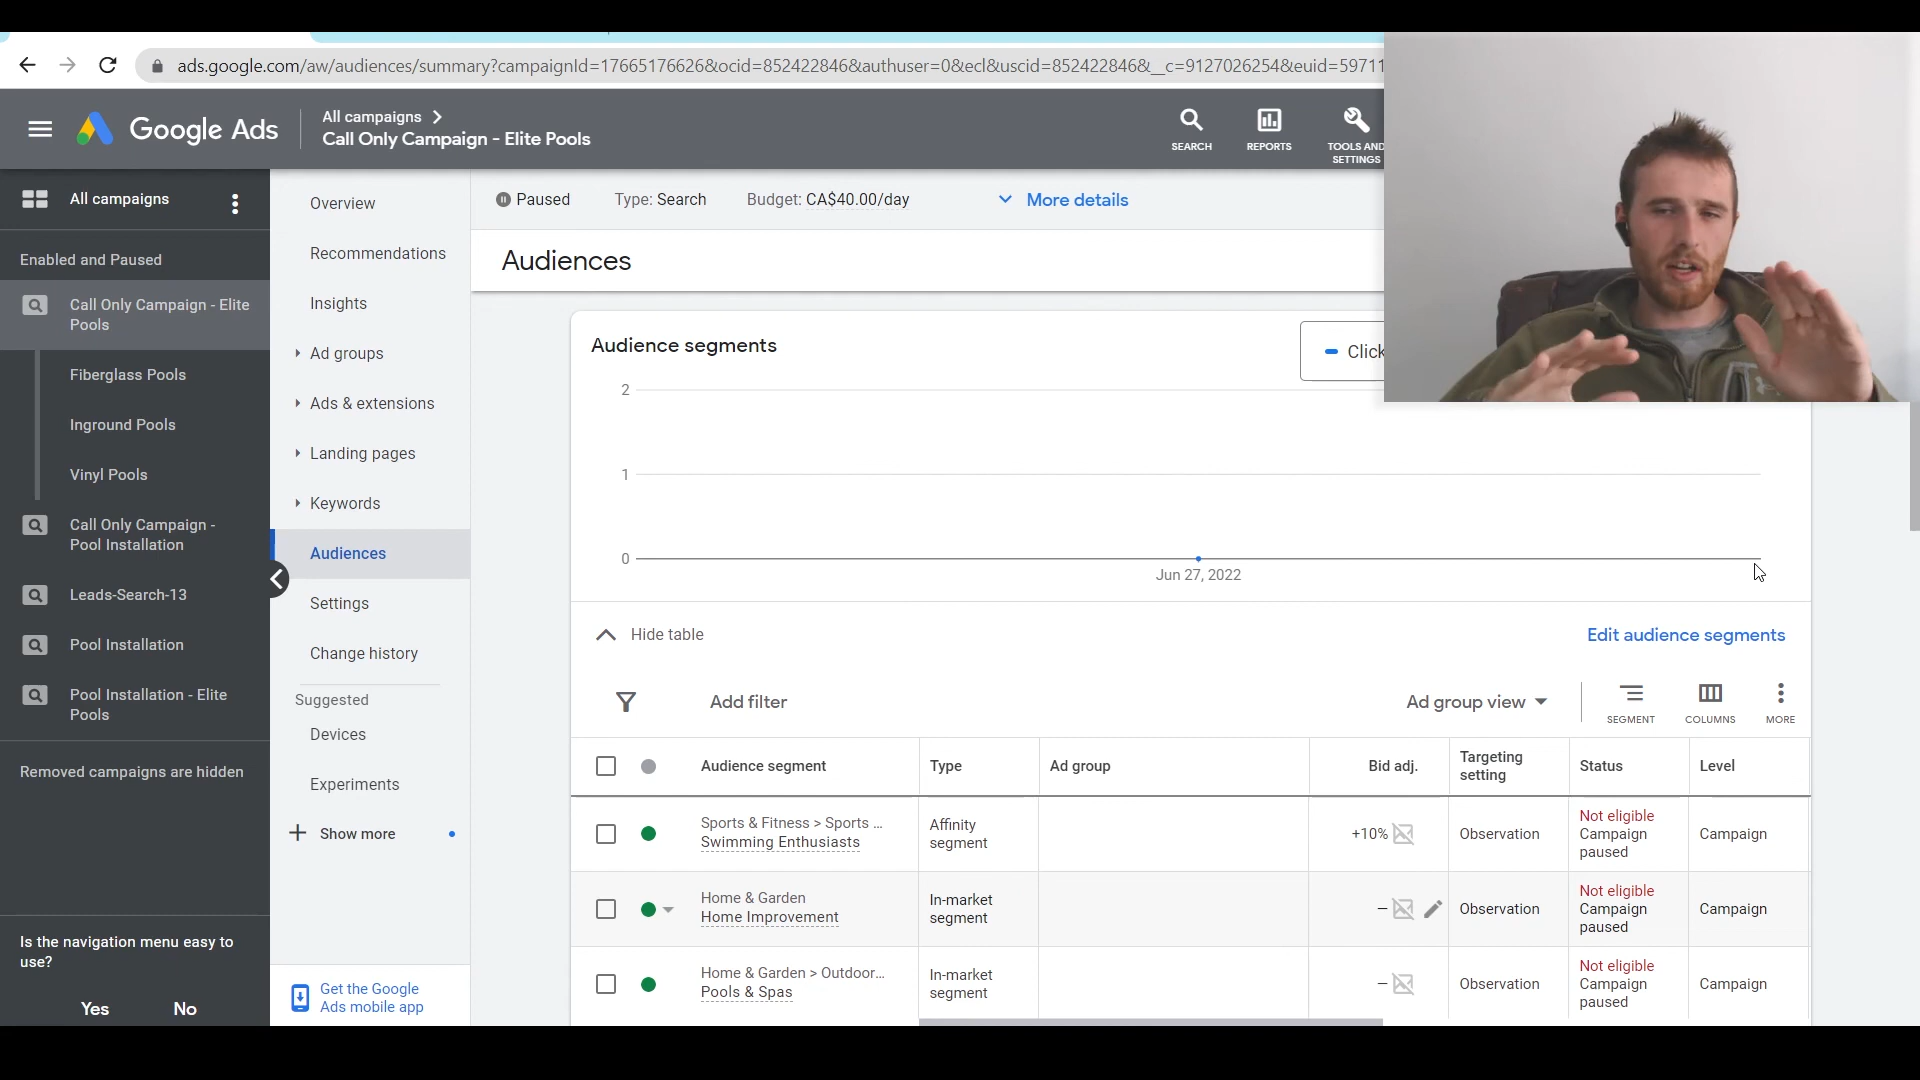 ads.google.com/aw/audiences/summary?campaignId=17665176626&ocid=852422846&authuser=0&ecl&uscid=852422846&__c=9127026254&euid=59711
Google Ads
All campaigns
Call Only Campaign - Elite Pools
SEARCH
REPORTS
TOOLS AND
SETTINGS
All campaigns
Enabled and Paused
Call Only Campaign - Elite
Pools
Fiberglass Pools
Inground Pools
Vinyl Pools
Call Only Campaign -
Pool Installation
Leads-Search-13
Pool Installation
Pool Installation - Elite
Pools
Removed campaigns are hidden
Is the navigation menu easy to
use?
Yes No
Overview
Recommendations
Insights
Ad groups
Ads & extensions
Landing pages
Keywords
Audiences
Settings
Change history
Suggested
Devices
Experiments
Show more
Get the Google
Ads mobile app
Paused Type: Search Budget: CA$40.00/day More details
Audiences
Audience segments
Click
2
1
0
Jun 27, 2022
Hide table
Edit audience segments
Add filter
Ad group view
SEGMENT
COLUMNS
MORE
Audience segment Type Ad group Bid adj. Targeting setting Status Level
Sports & Fitness > Sports ...
Swimming Enthusiasts
Affinity
segment
+10%
Observation
Not eligible
Campaign
paused
Campaign
Home & Garden
Home Improvement
In-market
segment
–
Observation
Not eligible
Campaign
paused
Campaign
Home & Garden > Outdoor...
Pools & Spas
In-market
segment
–
Observation
Not eligible
Campaign
paused
Campaign